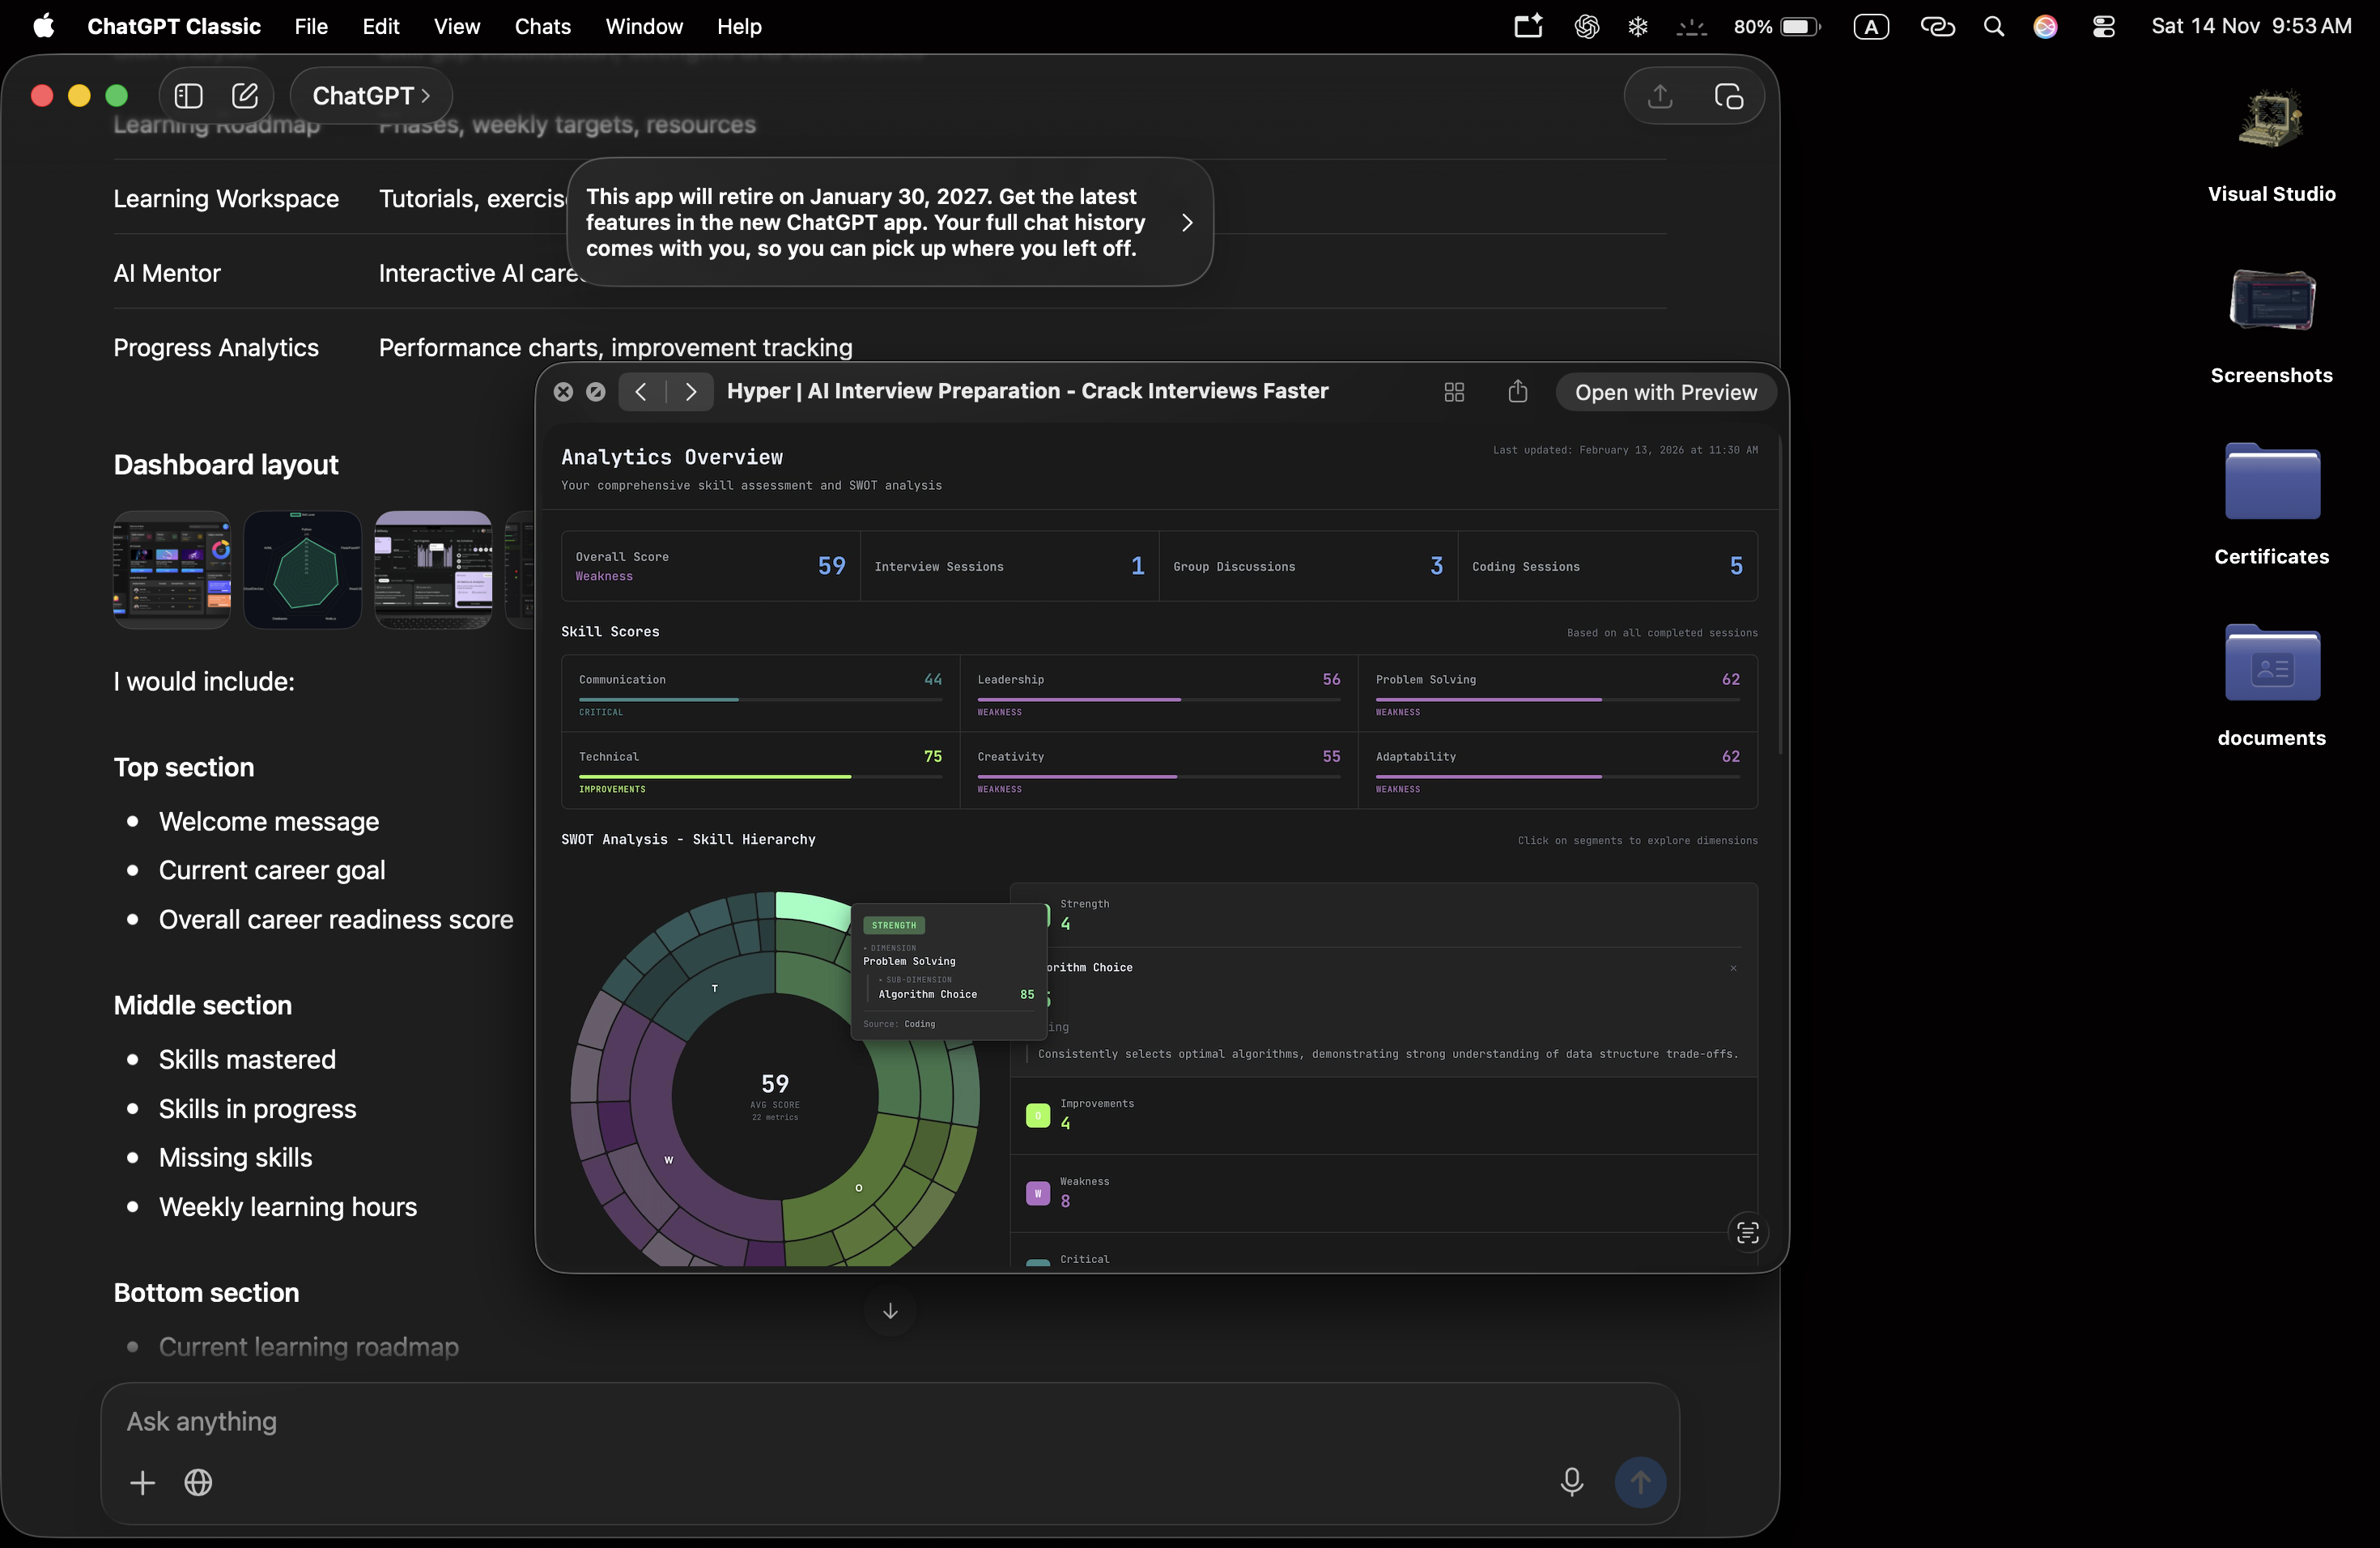 ChatGPT Classic File Edit View Chats Window Help
80% A Sat 14 Nov 9:53 AM
ChatGPT
Learning Roadmap Phases, weekly targets, resources
Learning Workspace Tutorials,
AI Mentor Interactive AI
Progress Analytics Performance charts, improvement tracking
This app will retire on January 30, 2027. Get the latest
features in the new ChatGPT app. Your full chat history
comes with you, so you can pick up where you left off.
Dashboard layout
I would include:
Top section
Welcome message
Current career goal
Overall career readiness score
Middle section
Skills mastered
Skills in progress
Missing skills
Weekly learning hours
Bottom section
Current learning roadmap
Ask anything
Hyper | AI Interview Preparation - Crack Interviews Faster
Open with Preview
Analytics Overview
Last updated: February 13, 2026 at 11:30 AM
Your comprehensive skill assessment and SWOT analysis
Overall Score
Weakness
59
Interview Sessions 1
Group Discussions 3
Coding Sessions 5
Skill Scores
Based on all completed sessions
Communication 44
CRITICAL
Leadership 56
WEAKNESS
Problem Solving 62
WEAKNESS
Technical 75
IMPROVEMENTS
Creativity 55
WEAKNESS
Adaptability 62
WEAKNESS
SWOT Analysis - Skill Hierarchy
Click on segments to explore dimensions
T
W
O
59
AVG SCORE
22 metrics
STRENGTH
DIMENSION
Problem Solving
SUB-DIMENSION
Algorithm Choice 85
Source: Coding
Strength
4
Choice
Consistently selects optimal algorithms, demonstrating strong understanding of data structure trade-offs.
O
Improvements
4
W
Weakness
8
Critical
Visual Studio
Screenshots
Certificates
documents